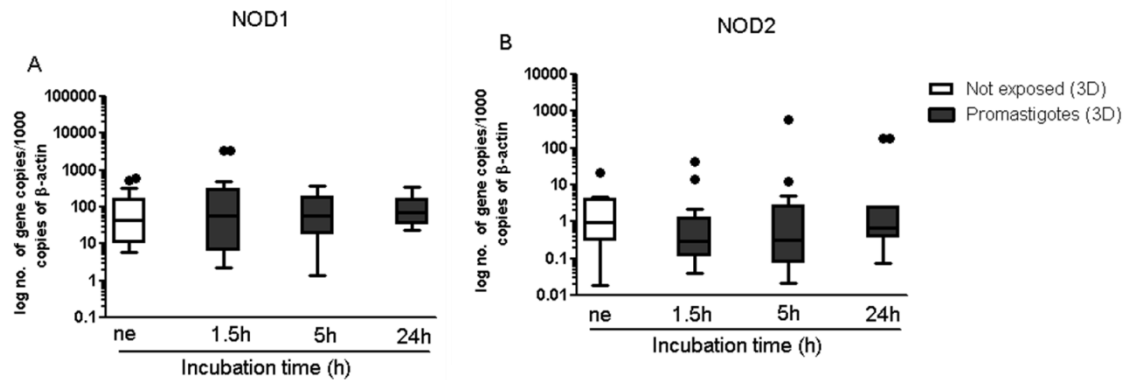 NOD1
A
log no. of gene copies/1000
copies of β-actin
100000
10000
1000
100
10
1
0.1
ne 1.5h 5h 24h
Incubation time (h)
NOD2
B
log no. of gene copies/1000
copies of β-actin
10000
1000
100
10
1
0.1
0.01
ne 1.5h 5h 24h
Incubation time (h)
Not exposed (3D)
Promastigotes (3D)